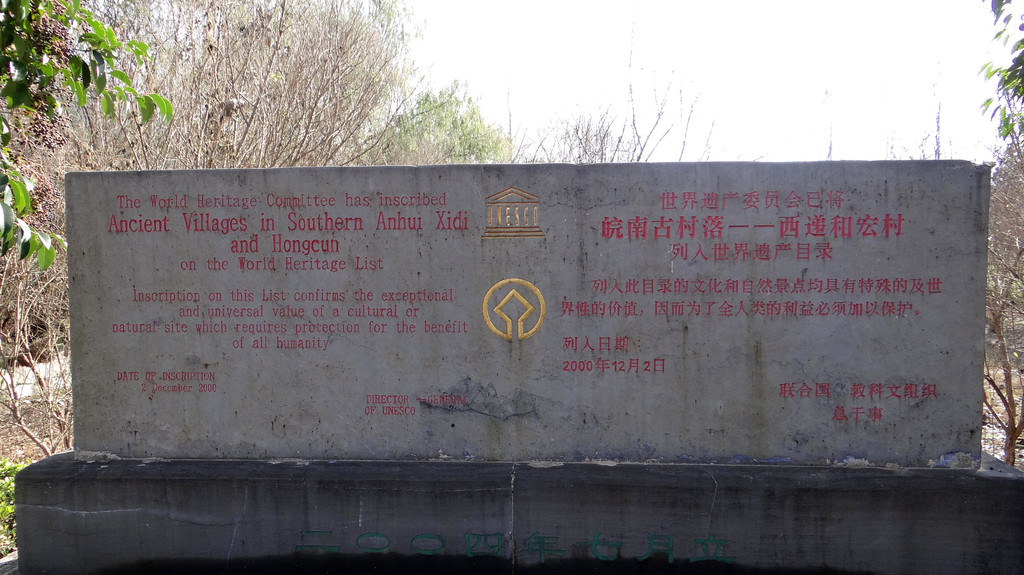 The World Heritage Committee has inscribed
Ancient Villages in Southern Anhui Xidi
and Hongcun
on the World Heritage List
Inscription on this List confirms the exceptional
and universal value of a cultural or
natural site which requires protection for the benefit
of all humanity
DATE OF INSCRIPTION
2 December 2000
DIRECTOR -GENERAL
OF UNESCO
UNESCO
世界遗产委员会已将:
皖南古村落——西递和宏村
列入世界遗产目录
列入此目录的文化和自然景点均具有特殊的及世
界性的价值，因而为了全人类的利益必须加以保护。
列入日期：
2000年12月2日
联合国 教科文组织
总干事
二〇〇四年七月立